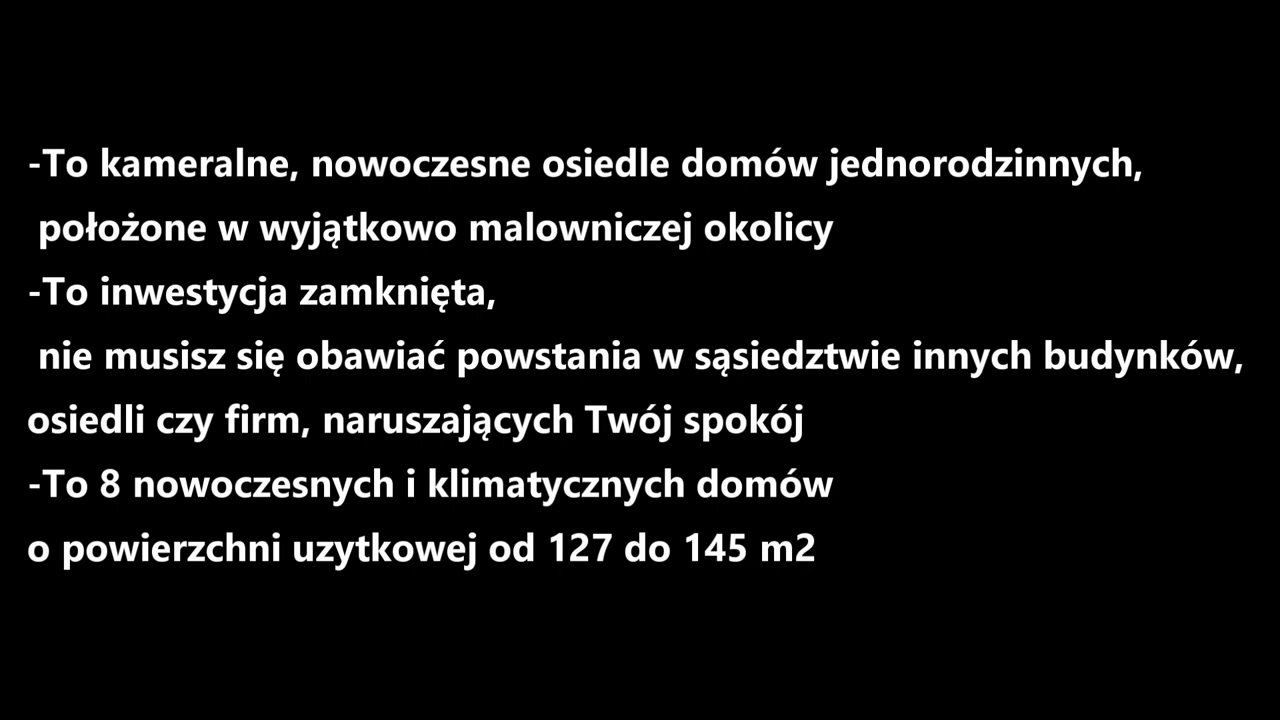 -To kameralne, nowoczesne osiedle domów jednorodzinnych,
położone w wyjątkowo malowniczej okolicy
-To inwestycja zamknięta,
nie musisz się obawiać powstania w sąsiedztwie innych budynków,
osiedli czy firm, naruszających Twój spokój
-To 8 nowoczesnych i klimatycznych domów
o powierzchni uzytkowej od 127 do 145 m2